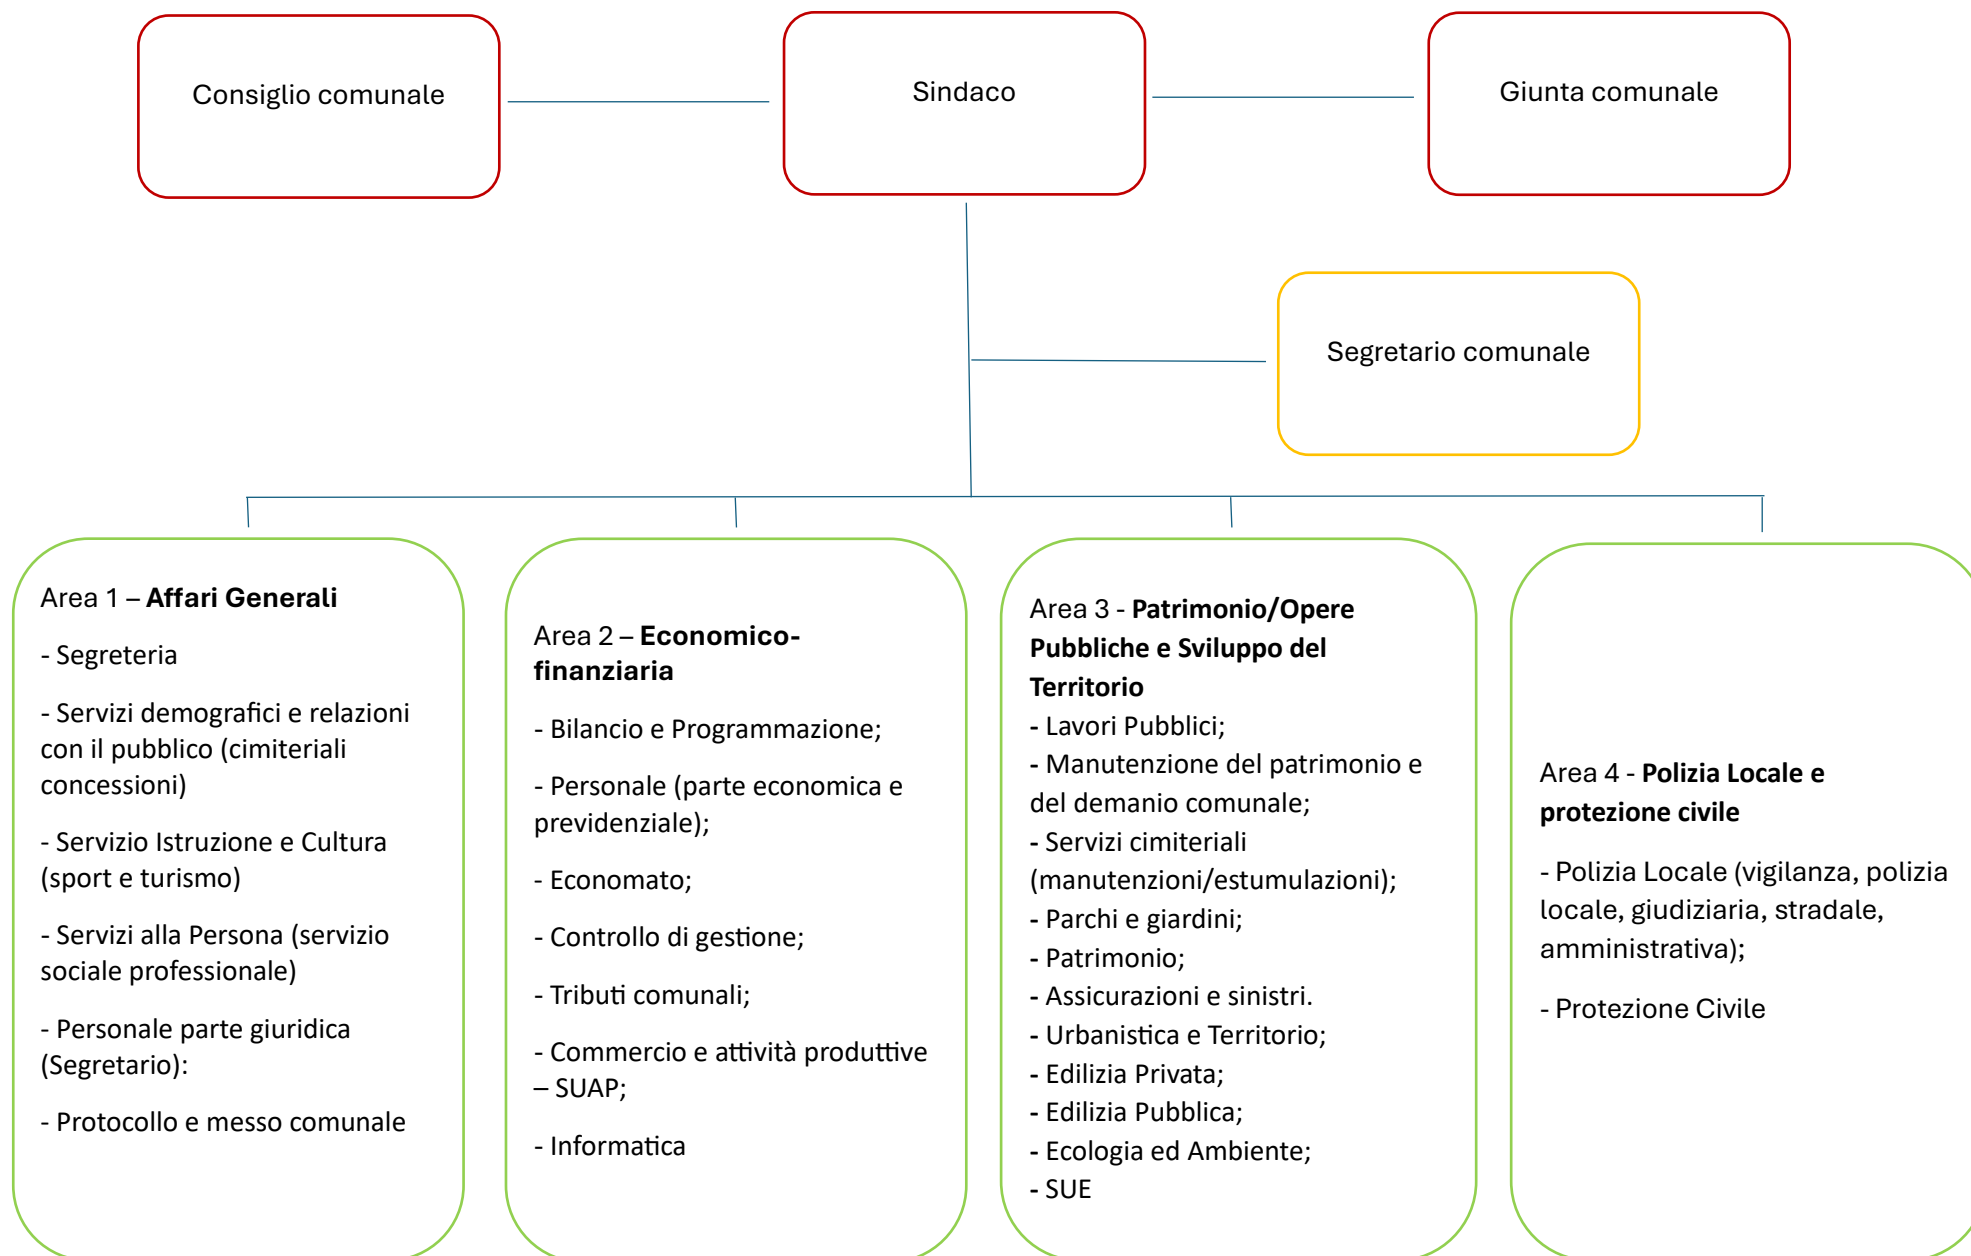 Consiglio comunale
Sindaco
Giunta comunale
Segretario comunale
Area 1 – Affari Generali
- Segreteria
- Servizi demografici e relazioni
con il pubblico (cimiteriali
concessioni)
- Servizio Istruzione e Cultura
(sport e turismo)
- Servizi alla Persona (servizio
sociale professionale)
- Personale parte giuridica
(Segretario):
- Protocollo e messo comunale
Area 2 – Economico-
finanziaria
- Bilancio e Programmazione;
- Personale (parte economica e
previdenziale);
- Economato;
- Controllo di gestione;
- Tributi comunali;
- Commercio e attività produttive
– SUAP;
- Informatica
Area 3 - Patrimonio/Opere
Pubbliche e Sviluppo del
Territorio
- Lavori Pubblici;
- Manutenzione del patrimonio e
del demanio comunale;
- Servizi cimiteriali
(manutenzioni/estumulazioni);
- Parchi e giardini;
- Patrimonio;
- Assicurazioni e sinistri.
- Urbanistica e Territorio;
- Edilizia Privata;
- Edilizia Pubblica;
- Ecologia ed Ambiente;
- SUE
Area 4 - Polizia Locale e
protezione civile
- Polizia Locale (vigilanza, polizia
locale, giudiziaria, stradale,
amministrativa);
- Protezione Civile